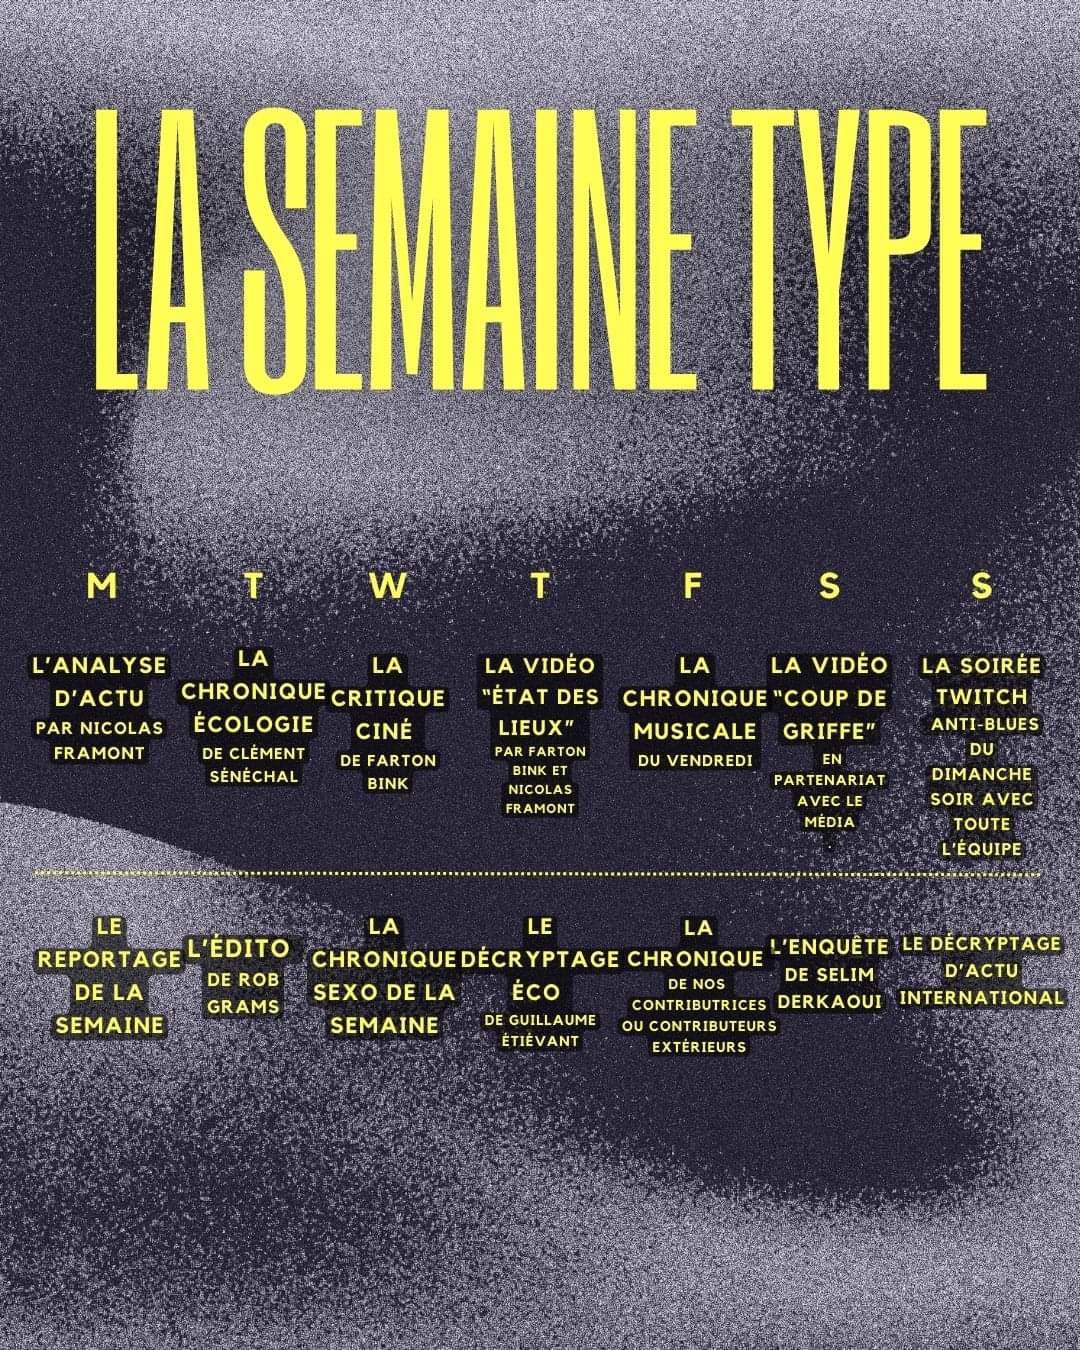 LA SEMAINE TYPE
M T W T F S S
L'ANALYSE
D'ACTU
PAR NICOLAS
FRAMONT
LA
CHRONIQUE
ÉCOLOGIE
DE CLÉMENT
SÉNÉCHAL
LA
CRITIQUE
CINÉ
DE FARTON
BINK
LA VIDÉO
“ÉTAT DES
LIEUX”
PAR FARTON
BINK ET
NICOLAS
FRAMONT
LA
CHRONIQUE
MUSICALE
DU VENDREDI
LA VIDÉO
“COUP DE
GRIFFE”
EN
PARTENARIAT
AVEC LE
MÉDIA
LA SOIRÉE
TWITCH
ANTI-BLUES
DU
DIMANCHE
SOIR AVEC
TOUTE
L'ÉQUIPE
LE
REPORTAGE
DE LA
SEMAINE
L'ÉDITO
DE ROB
GRAMS
LA
CHRONIQUE
SEXO DE LA
SEMAINE
LE
DÉCRYPTAGE
ÉCO
DE GUILLAUME
ÉTIÉVANT
LA
CHRONIQUE
DE NOS
CONTRIBUTRICES
OU CONTRIBUTEURS
EXTÉRIEURS
L'ENQUÊTE
DE SELIM
DERKAOUI
LE DÉCRYPTAGE
D'ACTU
INTERNATIONAL